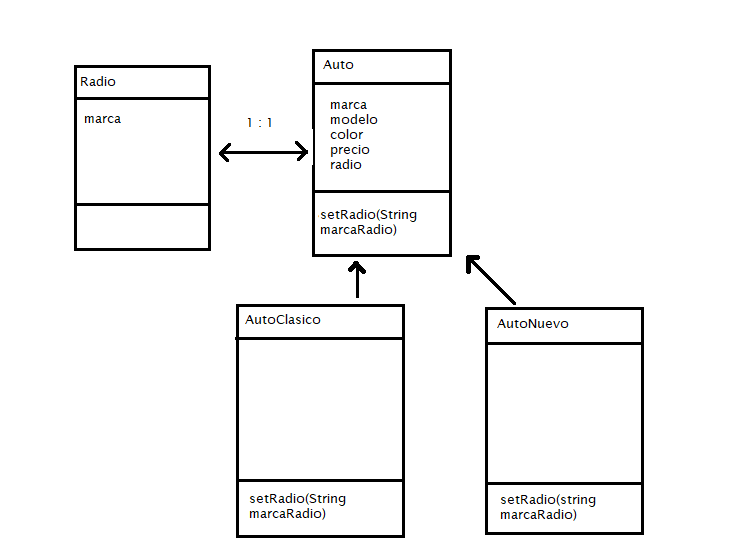 Radio
marca
1 : 1
Auto
marca
modelo
color
precio
radio
setRadio(String
marcaRadio)
AutoClasico
setRadio(String
marcaRadio)
AutoNuevo
setRadio(string
marcaRadio)